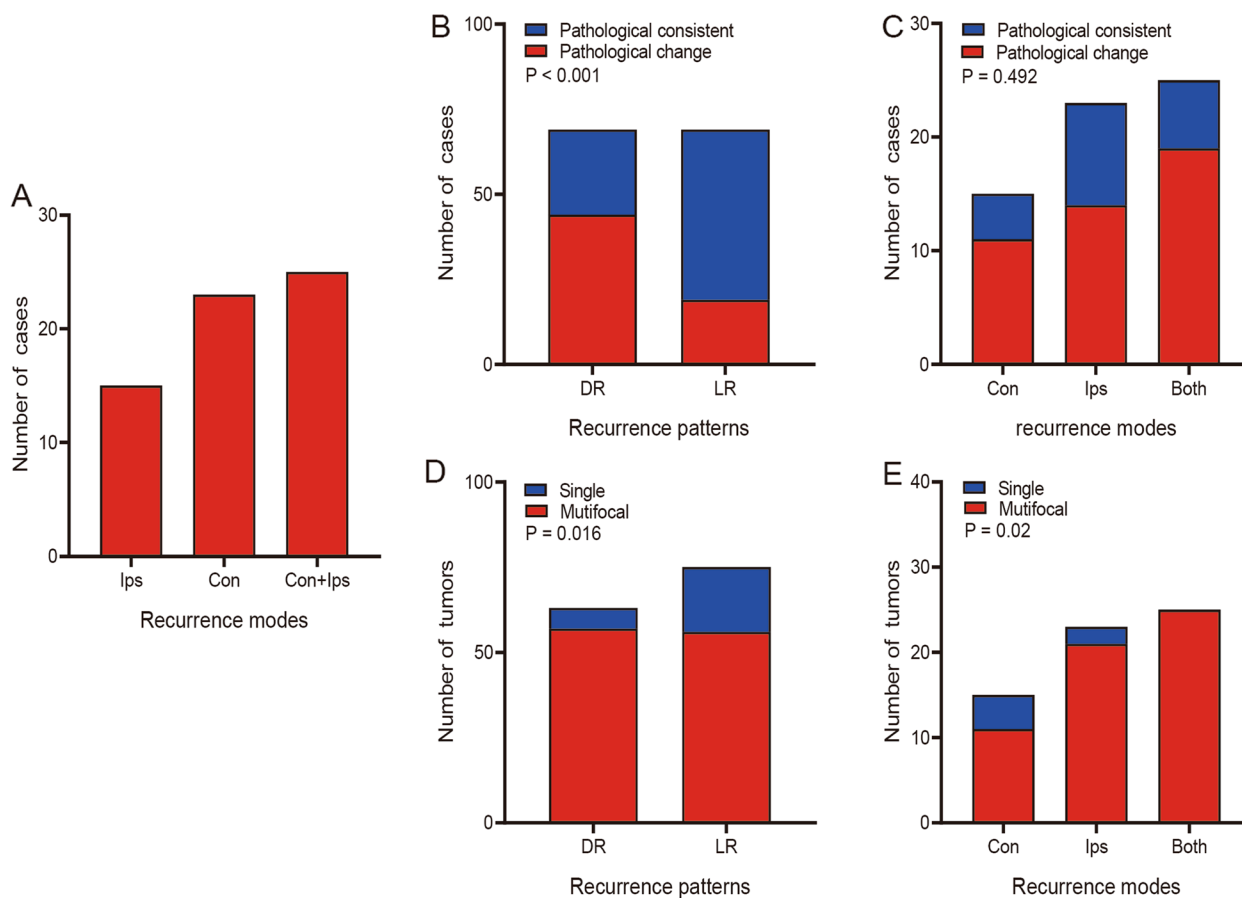 A
30
20
10
0
Number of cases
Ips Con Con+Ips
Recurrence modes
B
Pathological consistent
Pathological change
P < 0.001
100
50
0
Number of cases
DR LR
Recurrence patterns
C
Pathological consistent
Pathological change
P = 0.492
30
20
10
0
Number of cases
Con Ips Both
recurrence modes
D
Single
Mutifocal
P = 0.016
100
50
0
Number of tumors
DR LR
Recurrence patterns
E
Single
Mutifocal
P = 0.02
40
30
20
10
0
Number of tumors
Con Ips Both
Recurrence modes